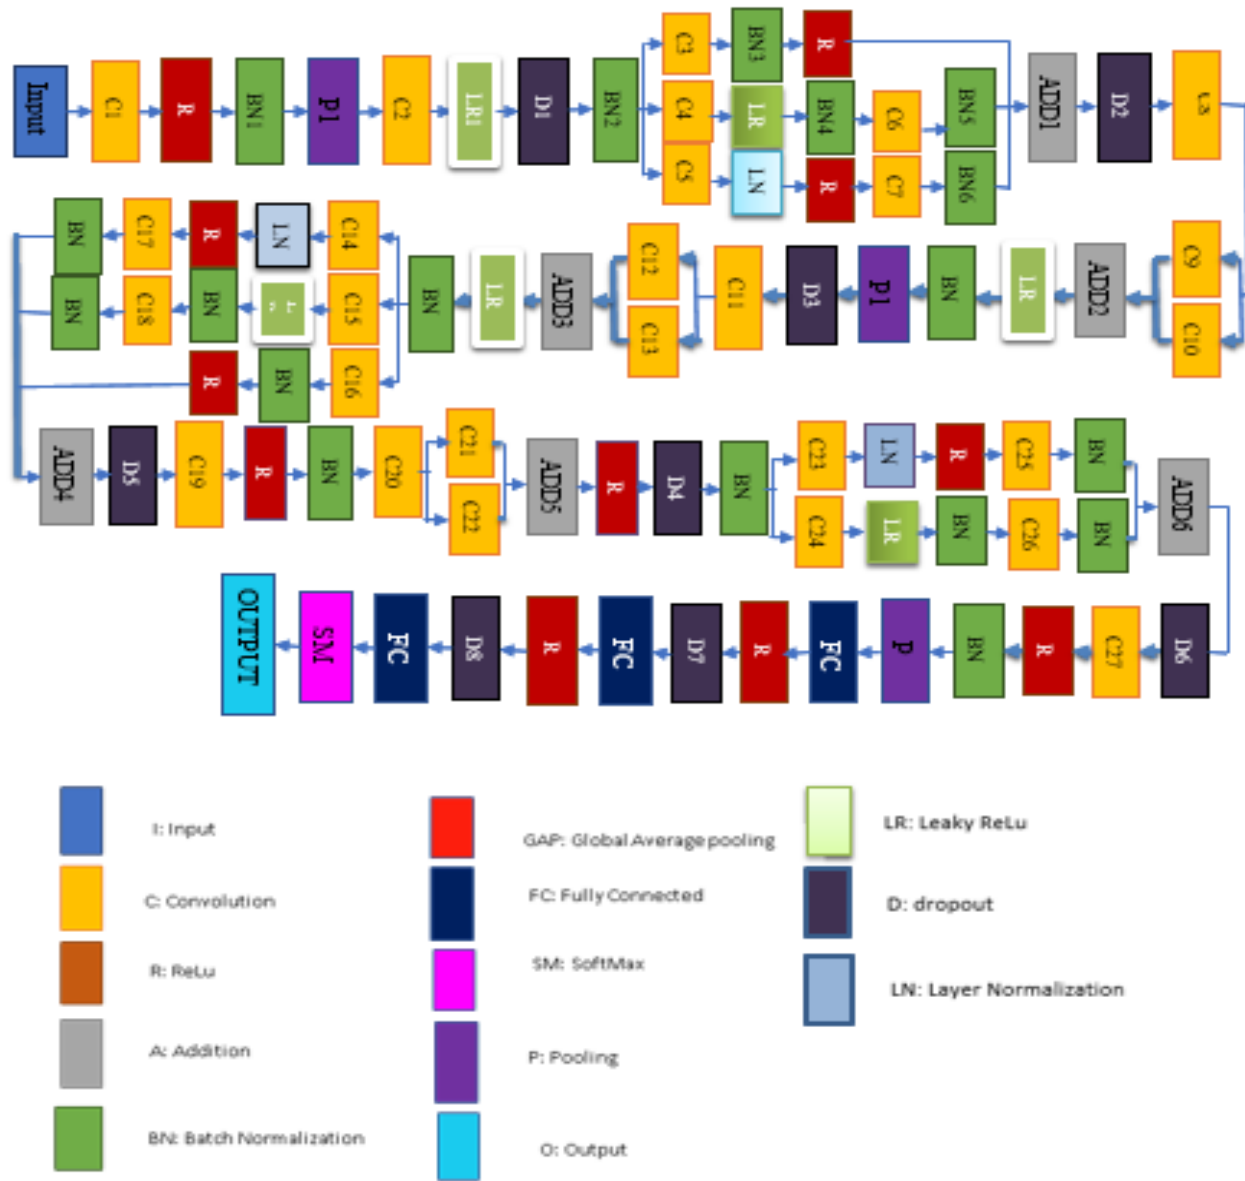 Input
C1
R
BN1
P1
C2
LR1
D1
BN2
C3
BN3
R
C4
LR
BN4
C6
BN5
C5
LN
R
C7
BN6
ADD1
D2
C9
C10
ADD2
LR
BN
P1
D3
C11
C12
C13
ADD3
LR
BN
C14
LN
R
C17
BN
C15
BN
C18
BN
C16
BN
R
ADD4
D5
C19
R
BN
C20
C21
C22
ADD5
R
D4
BN
C23
LN
R
C25
BN
C24
LR
BN
C26
BN
ADD6
D6
C27
R
BN
P
FC
R
D7
FC
R
D8
FC
SM
OUTPUT
I: Input
C: Convolution
R: ReLu
A: Addition
BN: Batch Normalization
GAP: Global Average pooling
FC: Fully Connected
SM: SoftMax
P: Pooling
O: Output
LR: Leaky ReLu
D: dropout
LN: Layer Normalization